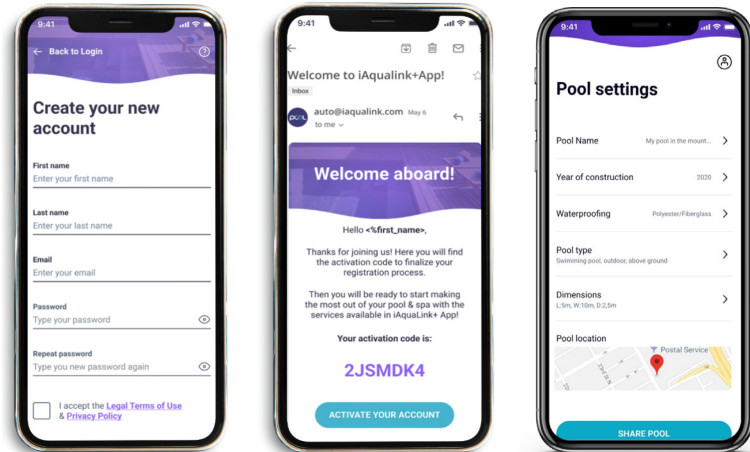 9:41
← Back to Login
Create your new
account
First name
Enter your first name
Last name
Enter your last name
Email
Enter your email
Password
Type your password
Repeat password
Type you new password again
I accept the Legal Terms of Use
& Privacy Policy
9:41
Welcome to iAqualink+App!
Inbox
pool
auto@iaqualink.com May 6
to me
Welcome aboard!
Hello <%first_name>,
Thanks for joining us! Here you will find
the activation code to finalize your
registration process.
Then you will be ready to start making
the most out of your pool & spa with the
services available in iAquaLink+ App!
Your activation code is:
2JSMDK4
ACTIVATE YOUR ACCOUNT
9:41
Pool settings
Pool Name My pool in the mount...
Year of construction 2020
Waterproofing Polyester/Fiberglass
Pool type
Swimming pool, outdoor, above ground
Dimensions
L:5m, W:10m, D:2,5m
Pool location
Postal Service
23rd St N
SHARE POOL